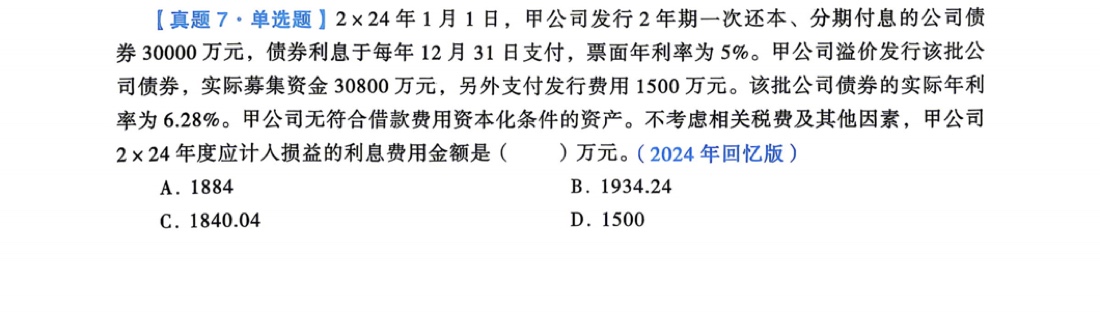 【真题 7·单选题】2×24 年 1 月 1 日，甲公司发行 2 年期一次还本、分期付息的公司债
券 30000 万元，债券利息于每年 12 月 31 日支付，票面年利率为 5%。甲公司溢价发行该批公
司债券，实际募集资金 30800 万元，另外支付发行费用 1500 万元。该批公司债券的实际年利
率为 6.28%。甲公司无符合借款费用资本化条件的资产。不考虑相关税费及其他因素，甲公司
2×24 年度应计入损益的利息费用金额是（　　）万元。（2024 年回忆版）
A. 1884　　B. 1934.24
C. 1840.04　　D. 1500